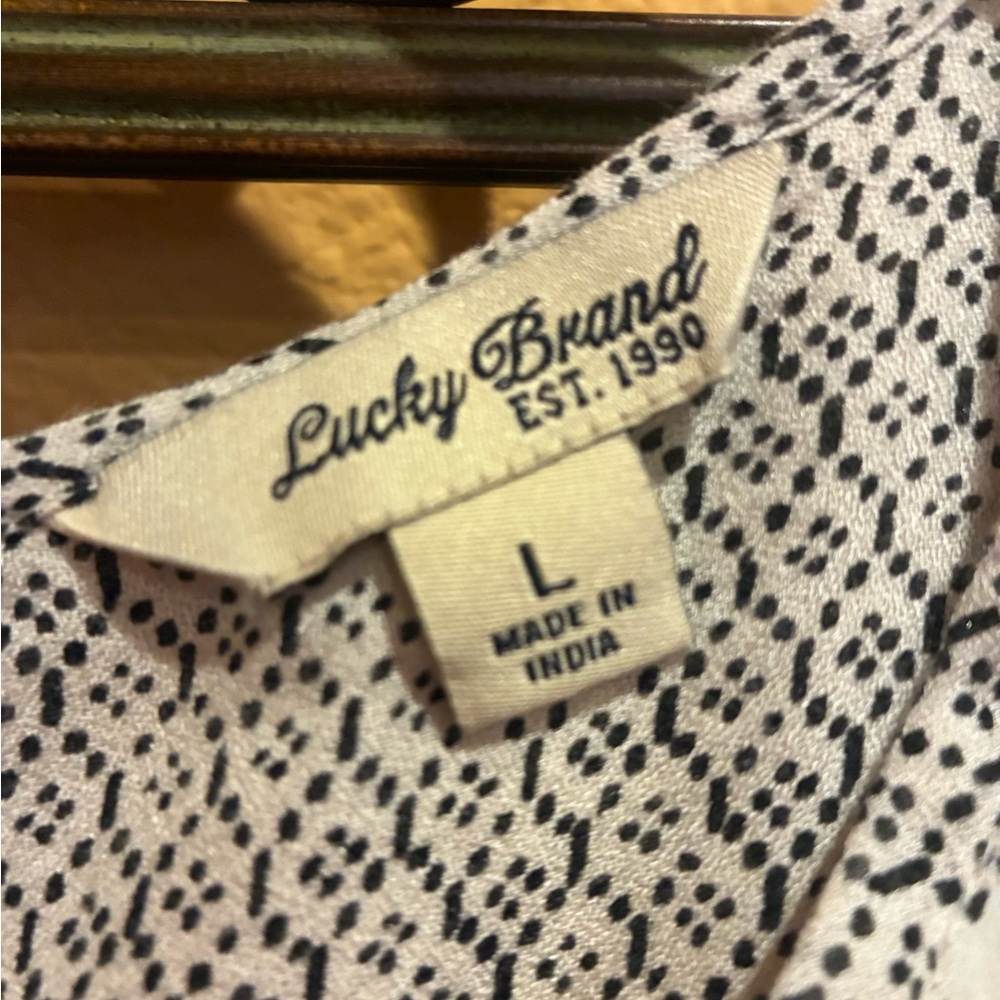 Lucky Brand
EST. 1990
L
MADE IN
INDIA